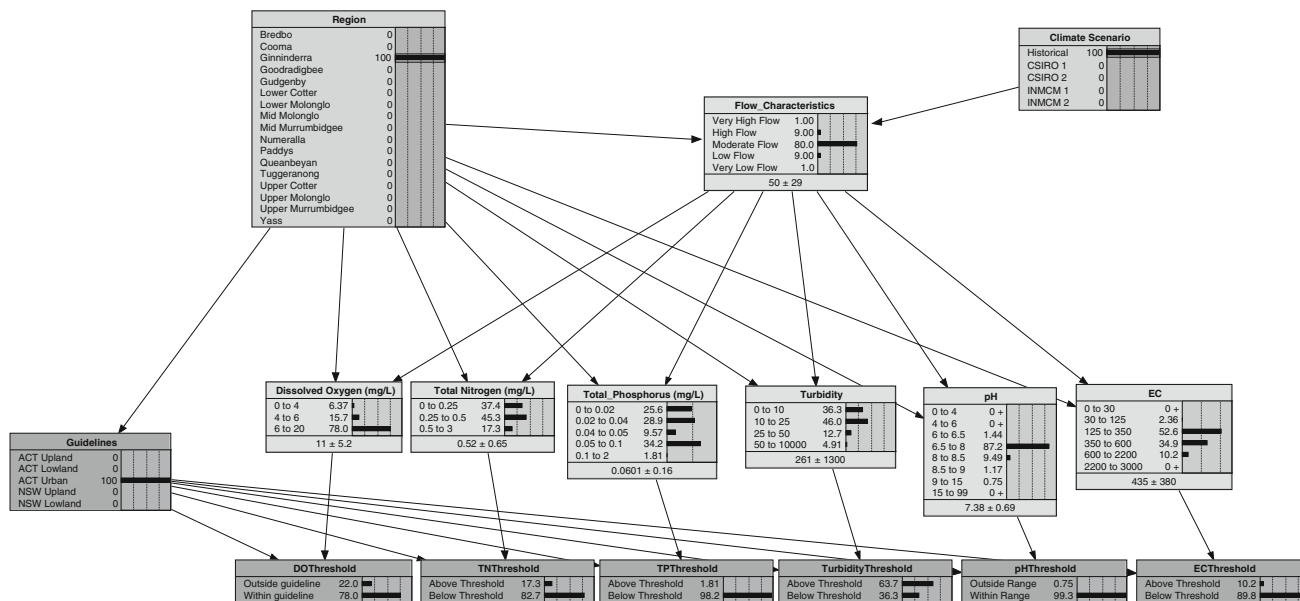 Region
Bredbo 0
Cooma 0
Ginninderra 100
Goodradigbee 0
Gudgenby 0
Lower Cotter 0
Lower Molonglo 0
Mid Molonglo 0
Mid Murrumbidgee 0
Numeralla 0
Paddys 0
Queanbeyan 0
Tuggeranong 0
Upper Cotter 0
Upper Molonglo 0
Upper Murrumbidgee 0
Yass 0
Climate Scenario
Historical 100
CSIRO 1 0
CSIRO 2 0
INMCM 1 0
INMCM 2 0
Flow_Characteristics
Very High Flow 1.00
High Flow 9.00
Moderate Flow 80.0
Low Flow 9.00
Very Low Flow 1.0
50 ± 29
Dissolved Oxygen (mg/L)
0 to 4 6.37
4 to 6 15.7
6 to 20 78.0
11 ± 5.2
Total Nitrogen (mg/L)
0 to 0.25 37.4
0.25 to 0.5 45.3
0.5 to 3 17.3
0.52 ± 0.65
Total_Phosphorus (mg/L)
0 to 0.02 25.6
0.02 to 0.04 28.9
0.04 to 0.05 9.57
0.05 to 0.1 34.2
0.1 to 2 1.81
0.0601 ± 0.16
Turbidity
0 to 10 36.3
10 to 25 46.0
25 to 50 12.7
50 to 10000 4.91
261 ± 1300
pH
0 to 4 0 +
4 to 6 0 +
6 to 6.5 1.44
6.5 to 8 87.2
8 to 8.5 9.49
8.5 to 9 1.17
9 to 15 0.75
15 to 99 0 +
7.38 ± 0.69
EC
0 to 30 0 +
30 to 125 2.36
125 to 350 52.6
350 to 600 34.9
600 to 2200 10.2
2200 to 3000 0 +
435 ± 380
Guidelines
ACT Upland 0
ACT Lowland 0
ACT Urban 100
NSW Upland 0
NSW Lowland 0
DOThreshold
Outside guideline 22.0
Within guideline 78.0
TNThreshold
Above Threshold 17.3
Below Threshold 82.7
TPThreshold
Above Threshold 1.81
Below Threshold 98.2
TurbidityThreshold
Above Threshold 63.7
Below Threshold 36.3
pHThreshold
Outside Range 0.75
Within Range 99.3
ECThreshold
Above Threshold 10.2
Below Threshold 89.8